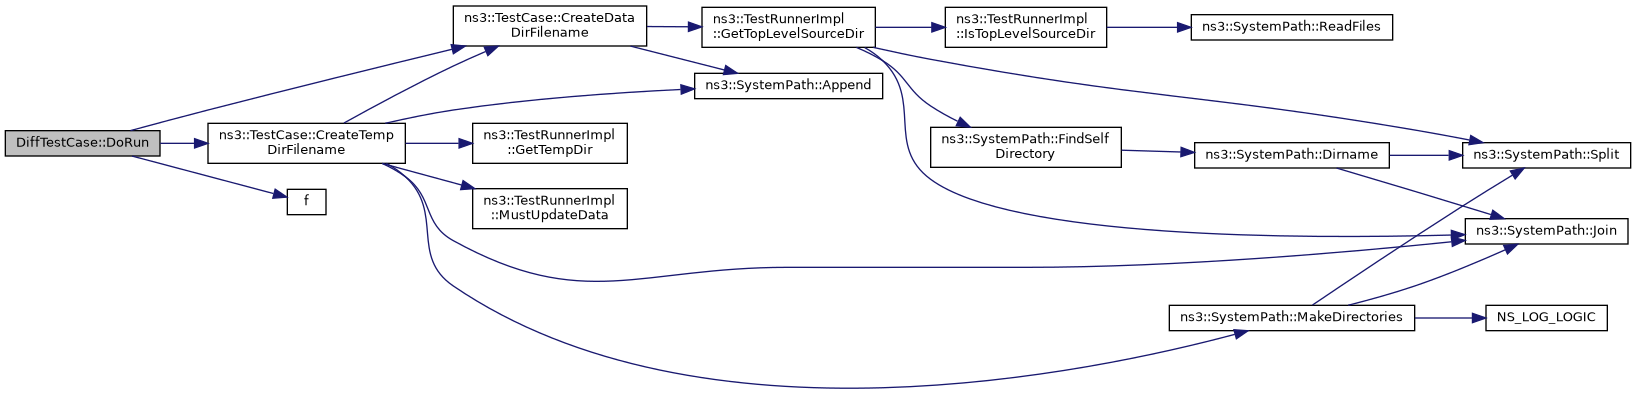 DiffTestCase::DoRun
ns3::TestCase::CreateData
DirFilename
ns3::TestCase::CreateTemp
DirFilename
f
ns3::TestRunnerImpl
::GetTopLevelSourceDir
ns3::SystemPath::Append
ns3::TestRunnerImpl
::GetTempDir
ns3::TestRunnerImpl
::MustUpdateData
ns3::TestRunnerImpl
::IsTopLevelSourceDir
ns3::SystemPath::FindSelf
Directory
ns3::SystemPath::ReadFiles
ns3::SystemPath::Dirname
ns3::SystemPath::MakeDirectories
ns3::SystemPath::Split
ns3::SystemPath::Join
NS_LOG_LOGIC